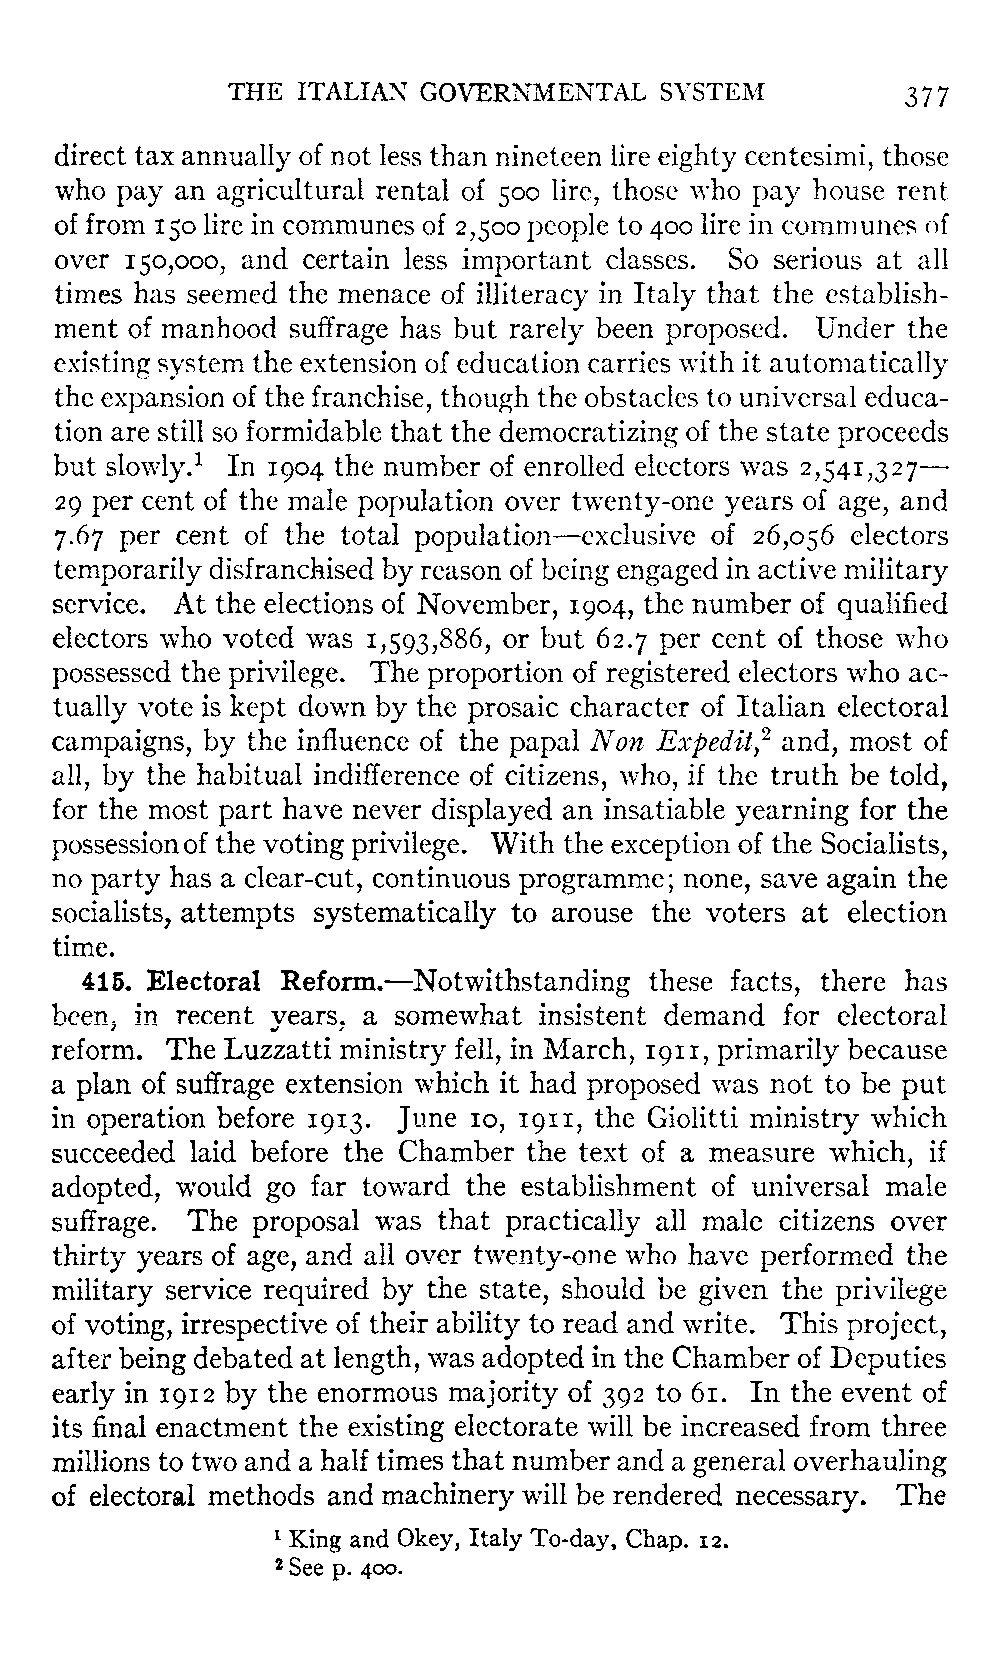 THE ITALIAN GOVERNMENTAL SYSTEM 377
direct tax annually of not less than nineteen lire eighty centesimi, those
who pay an agricultural rental of 500 lire, those who pay house rent
of from 150 lire in communes of 2,500 people to 400 lire in communes of
over 150,000, and certain less important classes. So serious at all
times has seemed the menace of illiteracy in Italy that the establish-
ment of manhood suffrage has but rarely been proposed. Under the
existing system the extension of education carries with it automatically
the expansion of the franchise, though the obstacles to universal educa-
tion are still so formidable that the democratizing of the state proceeds
but slowly.¹ In 1904 the number of enrolled electors was 2,541,327—
29 per cent of the male population over twenty-one years of age, and
7.67 per cent of the total population—exclusive of 26,056 electors
temporarily disfranchised by reason of being engaged in active military
service. At the elections of November, 1904, the number of qualified
electors who voted was 1,593,886, or but 62.7 per cent of those who
possessed the privilege. The proportion of registered electors who ac-
tually vote is kept down by the prosaic character of Italian electoral
campaigns, by the influence of the papal Non Expedit,² and, most of
all, by the habitual indifference of citizens, who, if the truth be told,
for the most part have never displayed an insatiable yearning for the
possession of the voting privilege. With the exception of the Socialists,
no party has a clear-cut, continuous programme; none, save again the
socialists, attempts systematically to arouse the voters at election
time.
415. Electoral Reform.—Notwithstanding these facts, there has
been, in recent years, a somewhat insistent demand for electoral
reform. The Luzzatti ministry fell, in March, 1911, primarily because
a plan of suffrage extension which it had proposed was not to be put
in operation before 1913. June 10, 1911, the Giolitti ministry which
succeeded laid before the Chamber the text of a measure which, if
adopted, would go far toward the establishment of universal male
suffrage. The proposal was that practically all male citizens over
thirty years of age, and all over twenty-one who have performed the
military service required by the state, should be given the privilege
of voting, irrespective of their ability to read and write. This project,
after being debated at length, was adopted in the Chamber of Deputies
early in 1912 by the enormous majority of 392 to 61. In the event of
its final enactment the existing electorate will be increased from three
millions to two and a half times that number and a general overhauling
of electoral methods and machinery will be rendered necessary. The
¹ King and Okey, Italy To-day, Chap. 12.
² See p. 400.